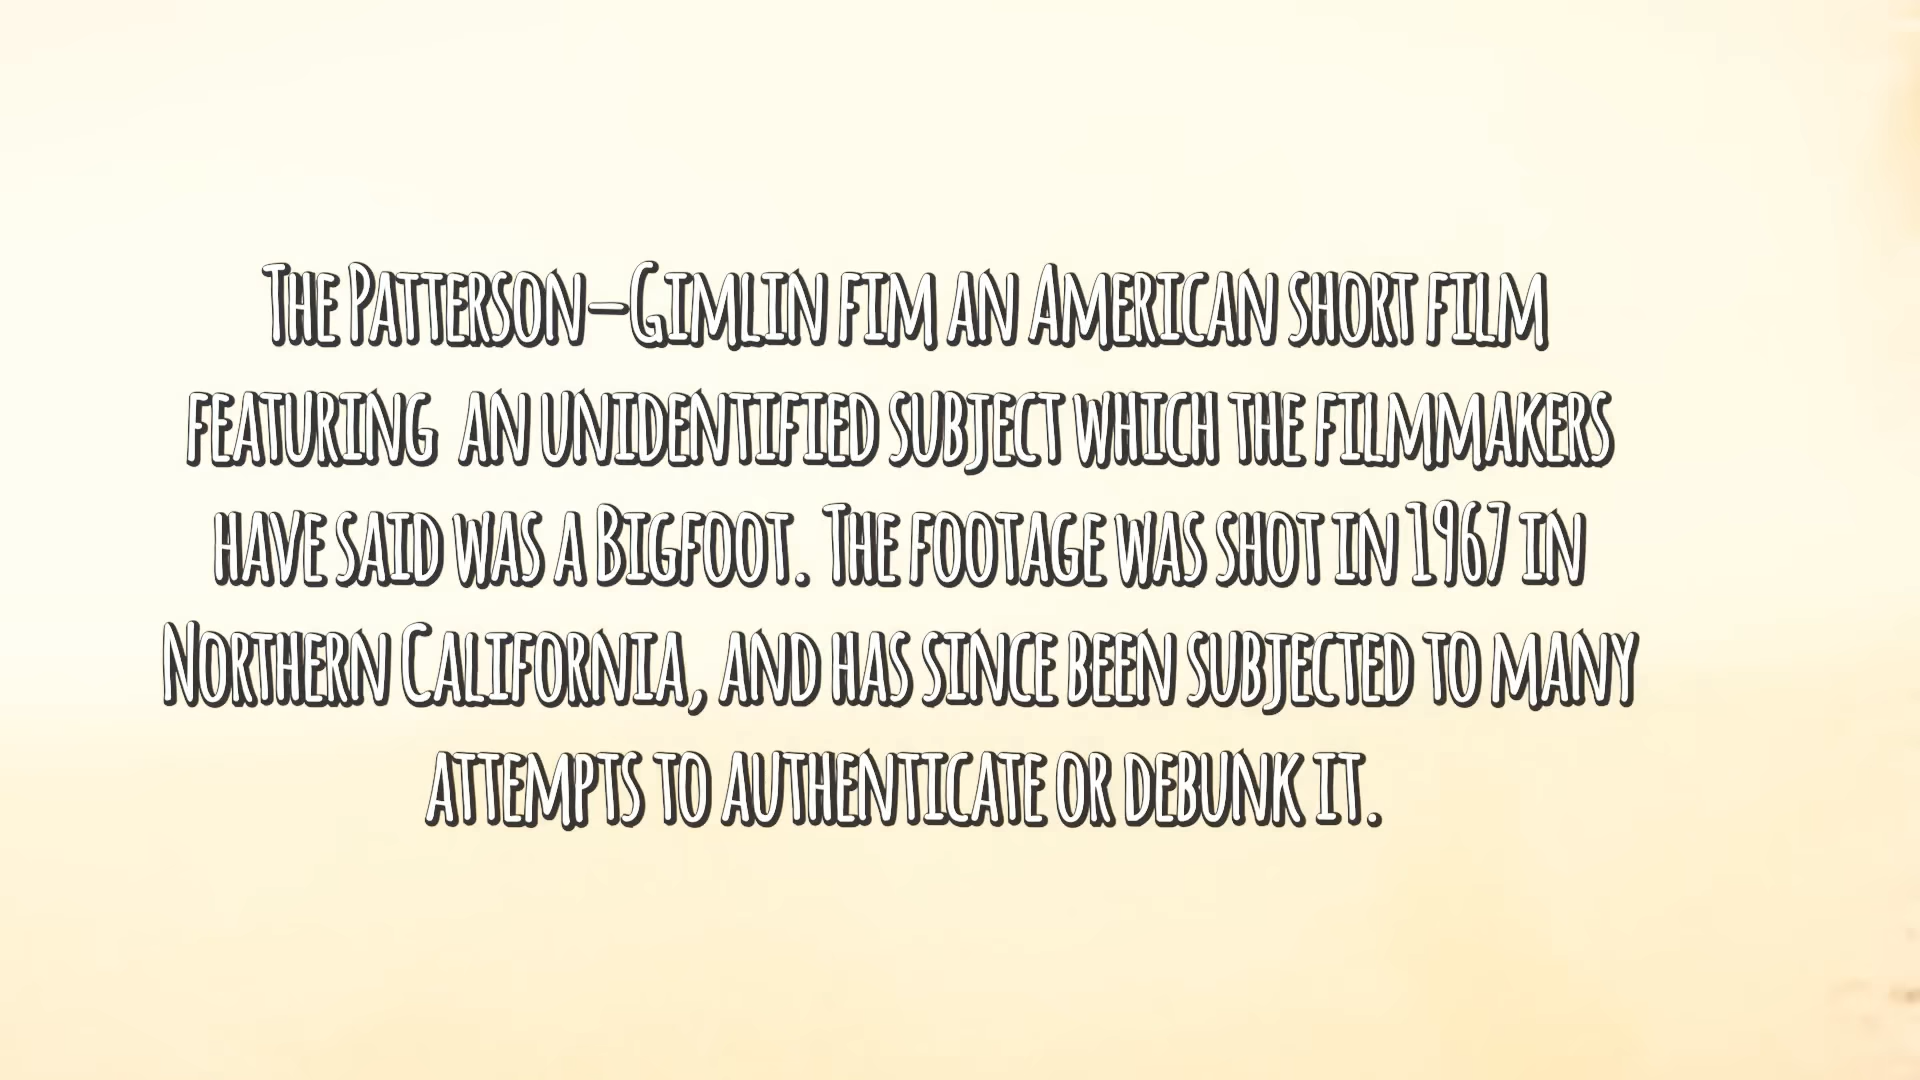 The Patterson–Gimlin fim an American short film
featuring  an unidentified subject which the filmmakers
have said was a Bigfoot. The footage was shot in 1967 in
Northern California, and has since been subjected to many
attempts to authenticate or debunk it.